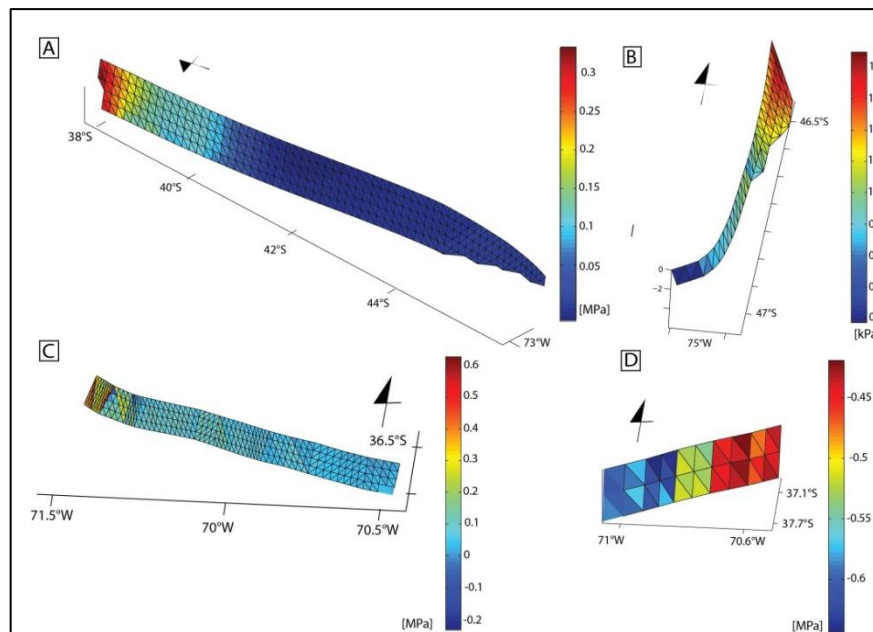 A
38°S
40°S
42°S
44°S
73°W
0.3
0.25
0.2
0.15
0.1
0.05
[MPa]
B
46.5°S
47°S
75°W
0
−2
[kPa
C
36.5°S
71.5°W
70°W
70.5°W
0.6
0.5
0.4
0.3
0.2
0.1
0
-0.1
-0.2
[MPa]
D
37.1°S
37.7°S
71°W
70.6°W
-0.45
-0.5
-0.55
-0.6
[MPa]